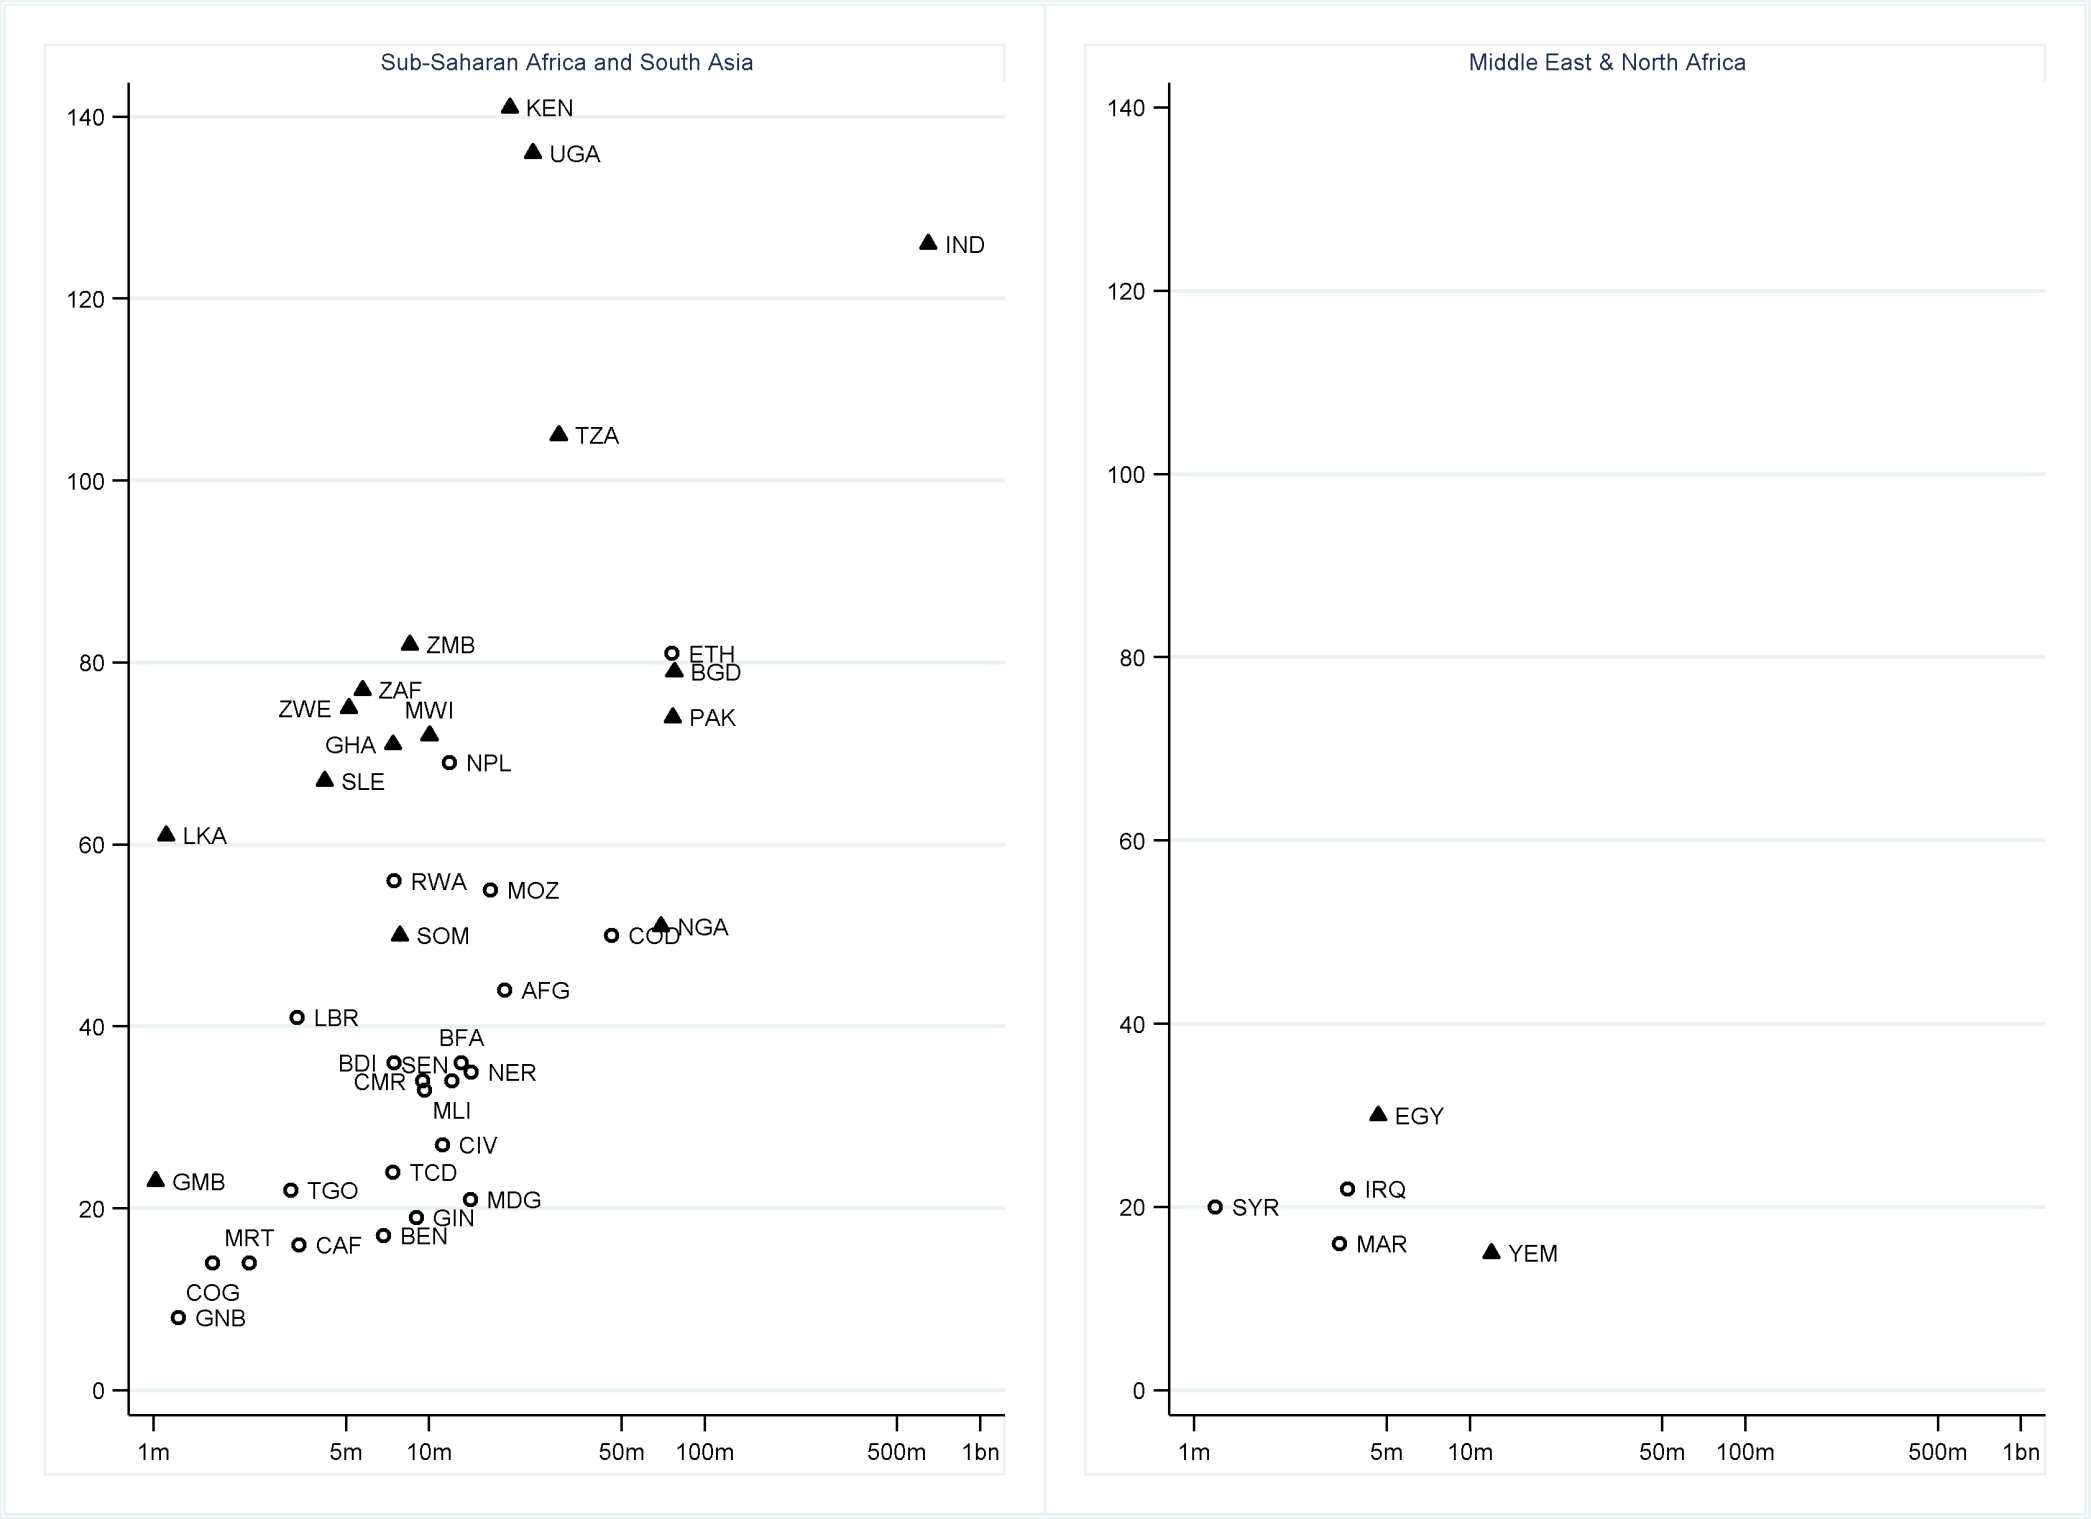 Sub-Saharan Africa and South Asia
140
120
100
80
60
40
20
0
KEN
UGA
IND
TZA
ZMB
ETH
BGD
ZAF
ZWE
MWI
PAK
GHA
NPL
SLE
LKA
RWA
MOZ
NGA
SOM
COD
AFG
LBR
BFA
BDI
SEN
NER
CMR
MLI
CIV
TCD
GMB
TGO
MDG
GIN
BEN
MRT
CAF
COG
GNB
1m 5m 10m 50m 100m 500m 1bn
Middle East & North Africa
140
120
100
80
60
40
20
0
EGY
IRQ
SYR
MAR
YEM
1m 5m 10m 50m 100m 500m 1bn